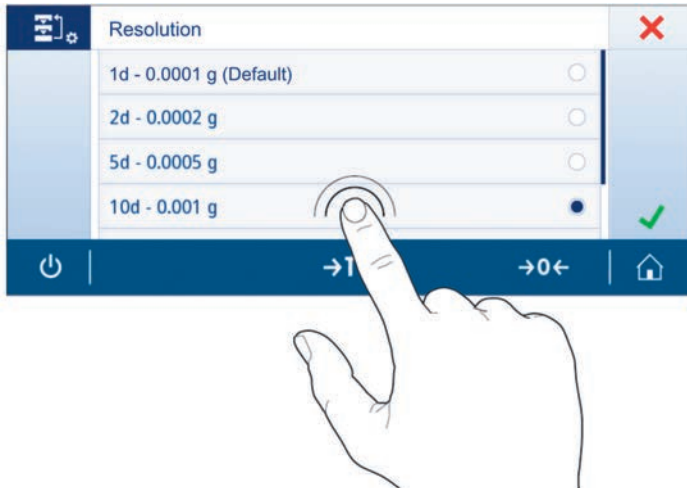 Resolution
1d - 0.0001 g (Default)
2d - 0.0002 g
5d - 0.0005 g
10d - 0.001 g
→0←